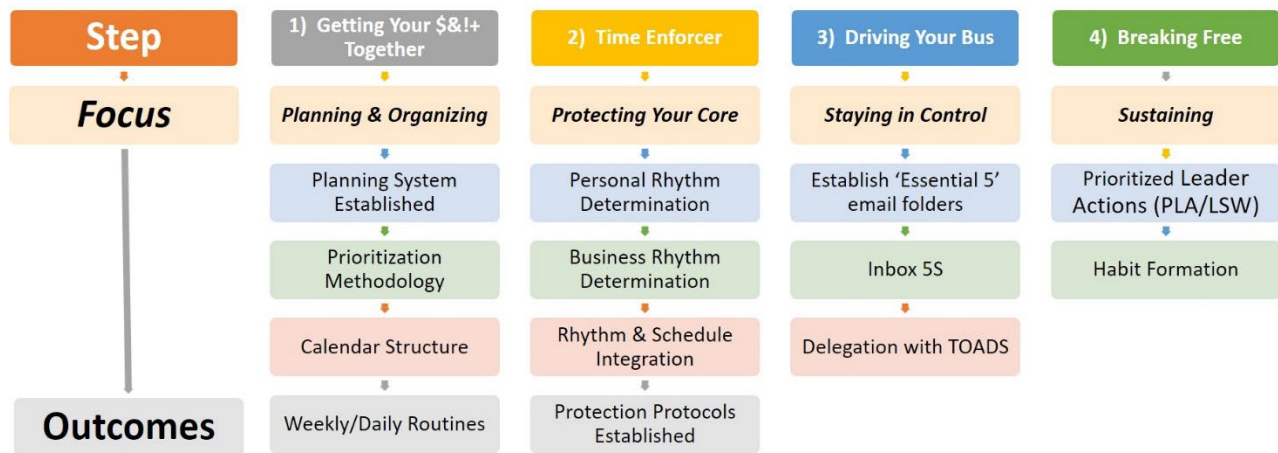 Step
Focus
Outcomes
1) Getting Your $&!+
Together
Planning & Organizing
Planning System
Established
Prioritization
Methodology
Calendar Structure
Weekly/Daily Routines
2) Time Enforcer
Protecting Your Core
Personal Rhythm
Determination
Business Rhythm
Determination
Rhythm & Schedule
Integration
Protection Protocols
Established
3) Driving Your Bus
Staying in Control
Establish ‘Essential 5’
email folders
Inbox 5S
Delegation with TOADS
4) Breaking Free
Sustaining
Prioritized Leader
Actions (PLA/LSW)
Habit Formation